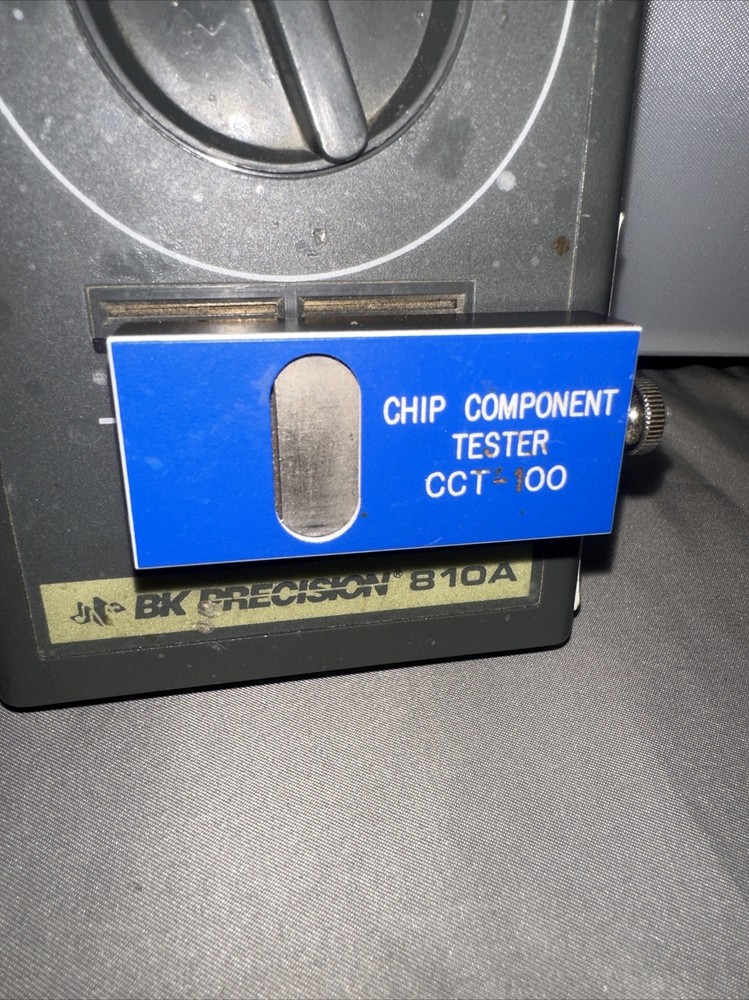 CHIP COMPONENT
TESTER
CCT-100
BK PRECISION® 810A